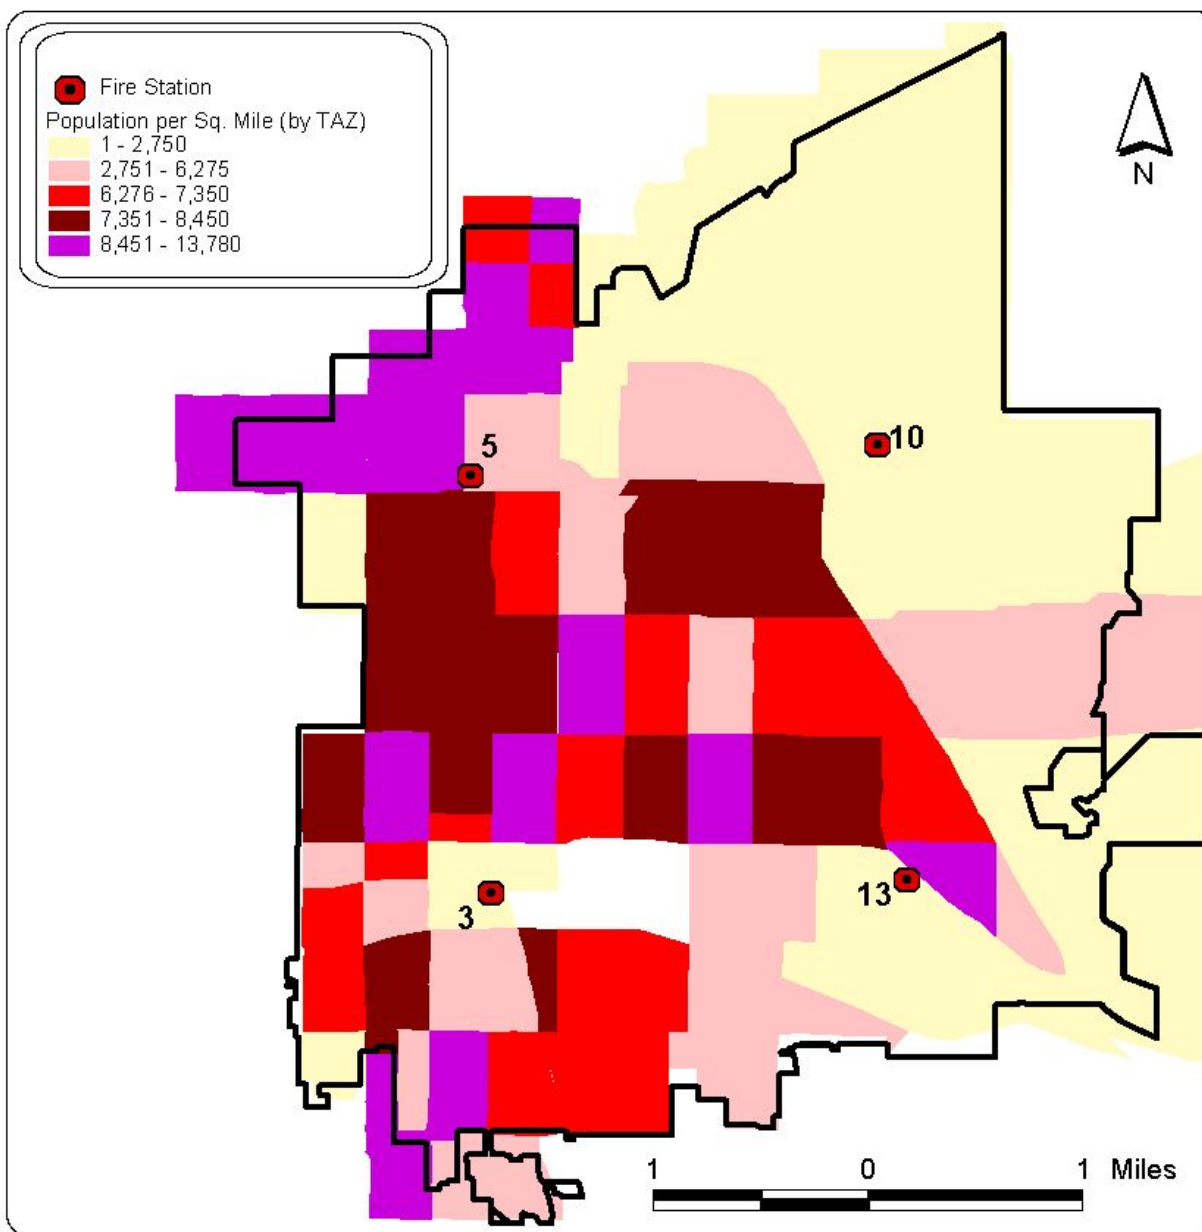 Fire Station
Population per Sq. Mile (by TAZ)
1 - 2,750
2,751 - 6,275
6,276 - 7,350
7,351 - 8,450
8,451 - 13,780
N
5
10
13
3
1 0 1 Miles